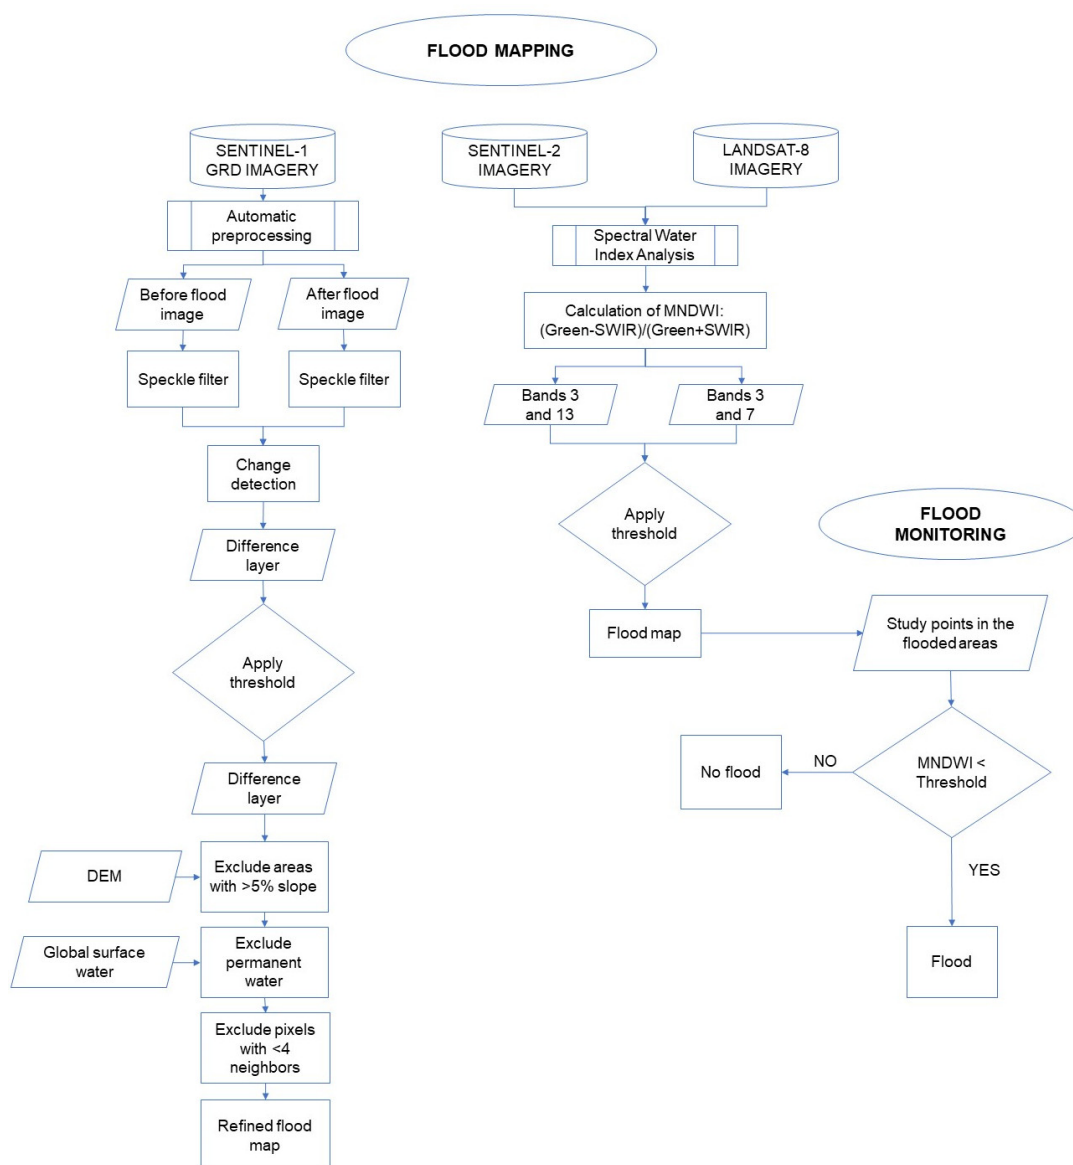 FLOOD MAPPING
SENTINEL-1
GRD IMAGERY
Automatic
preprocessing
Before flood
image
After flood
image
Speckle filter
Speckle filter
Change
detection
Difference
layer
Apply
threshold
Difference
layer
DEM
Exclude areas
with >5% slope
Global surface
water
Exclude
permanent
water
Exclude pixels
with <4
neighbors
Refined flood
map
SENTINEL-2
IMAGERY
LANDSAT-8
IMAGERY
Spectral Water
Index Analysis
Calculation of MNDWI:
(Green-SWIR)/(Green+SWIR)
Bands 3
and 13
Bands 3
and 7
Apply
threshold
Flood map
FLOOD
MONITORING
Study points in the
flooded areas
MNDWI <
Threshold
NO
No flood
YES
Flood